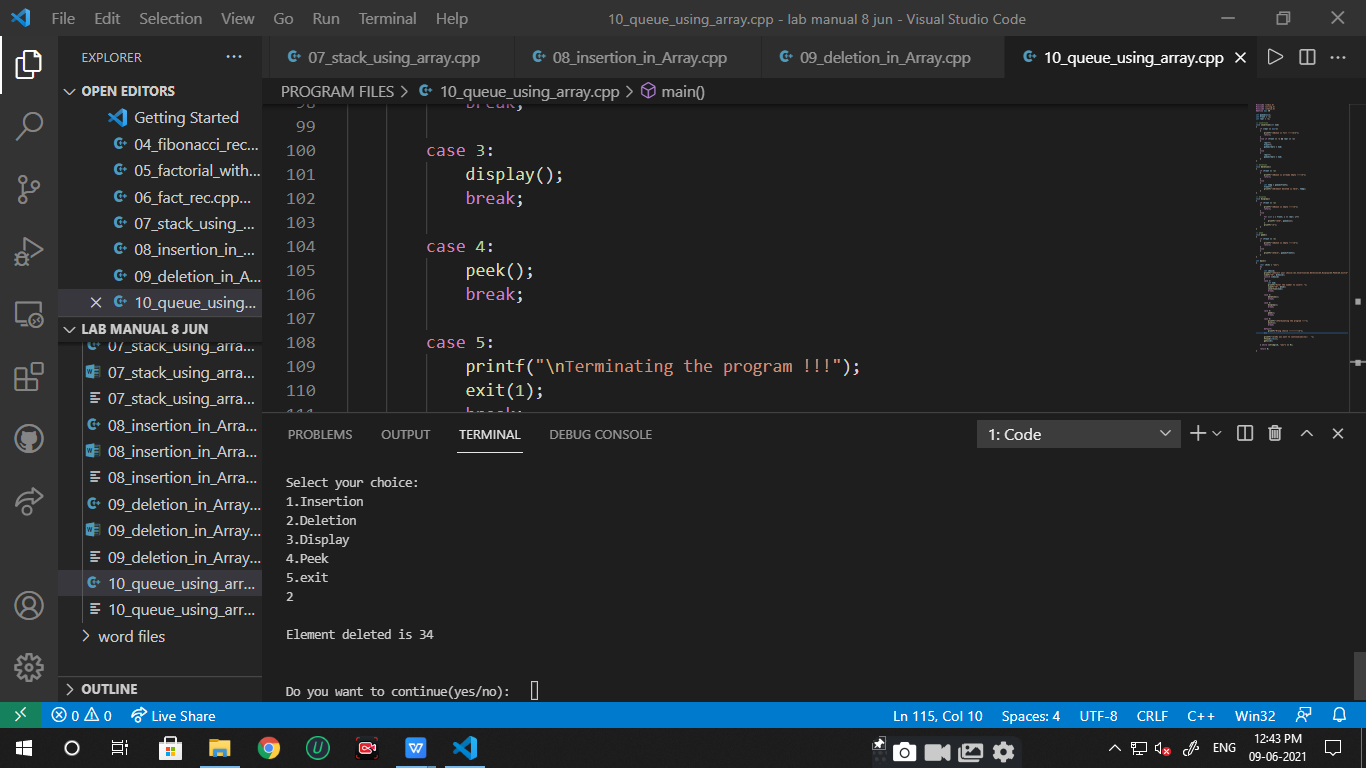 File Edit Selection View Go Run Terminal Help 10_queue_using_array.cpp - lab manual 8 jun - Visual Studio Code
EXPLORER ...
07_stack_using_array.cpp 08_insertion_in_Array.cpp 09_deletion_in_Array.cpp 10_queue_using_array.cpp
OPEN EDITORS
PROGRAM FILES > 10_queue_using_array.cpp > main()
Getting Started
04_fibonacci_rec...
05_factorial_with...
06_fact_rec.cpp...
07_stack_using_...
08_insertion_in_...
09_deletion_in_A...
10_queue_using...
LAB MANUAL 8 JUN
07_stack_using_arra...
07_stack_using_arra...
07_stack_using_arra...
08_insertion_in_Arra...
08_insertion_in_Arra...
08_insertion_in_Arra...
09_deletion_in_Array...
09_deletion_in_Array...
09_deletion_in_Array...
10_queue_using_arr...
10_queue_using_arr...
word files
OUTLINE
98 break;
99
100 case 3:
101 display();
102 break;
103
104 case 4:
105 peek();
106 break;
107
108 case 5:
109 printf("\nTerminating the program !!!");
110 exit(1);
111 break;
PROBLEMS OUTPUT TERMINAL DEBUG CONSOLE 1: Code
Select your choice:
1.Insertion
2.Deletion
3.Display
4.Peek
5.exit
2
Element deleted is 34
Do you want to continue(yes/no):
0 0 Live Share Ln 115, Col 10 Spaces: 4 UTF-8 CRLF C++ Win32
ENG 12:43 PM
09-06-2021